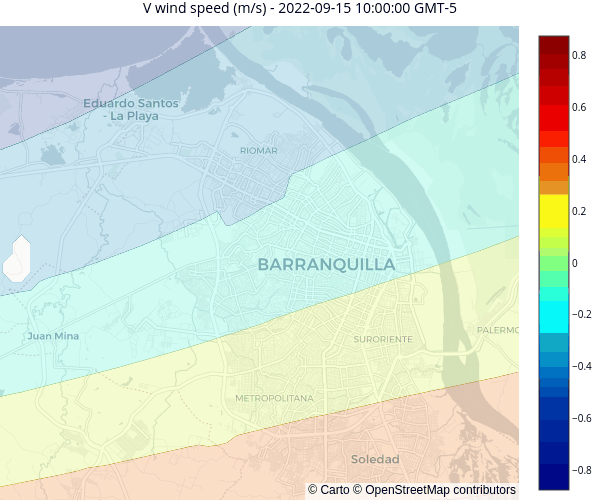 V wind speed (m/s) - 2022-09-15 10:00:00 GMT-5
Eduardo Santos
- La Playa
RIOMAR
BARRANQUILLA
Juan Mina
SURORIENTE
PALERMO
METROPOLITANA
Soledad
© Carto © OpenStreetMap contributors
0.8
0.6
0.4
0.2
0
−0.2
−0.4
−0.6
−0.8